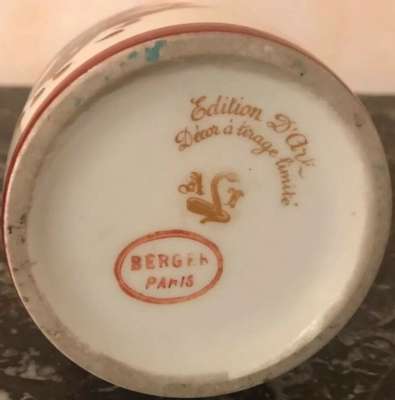 Edition D'Art
Décor à tirage limité
BERGER
PARIS